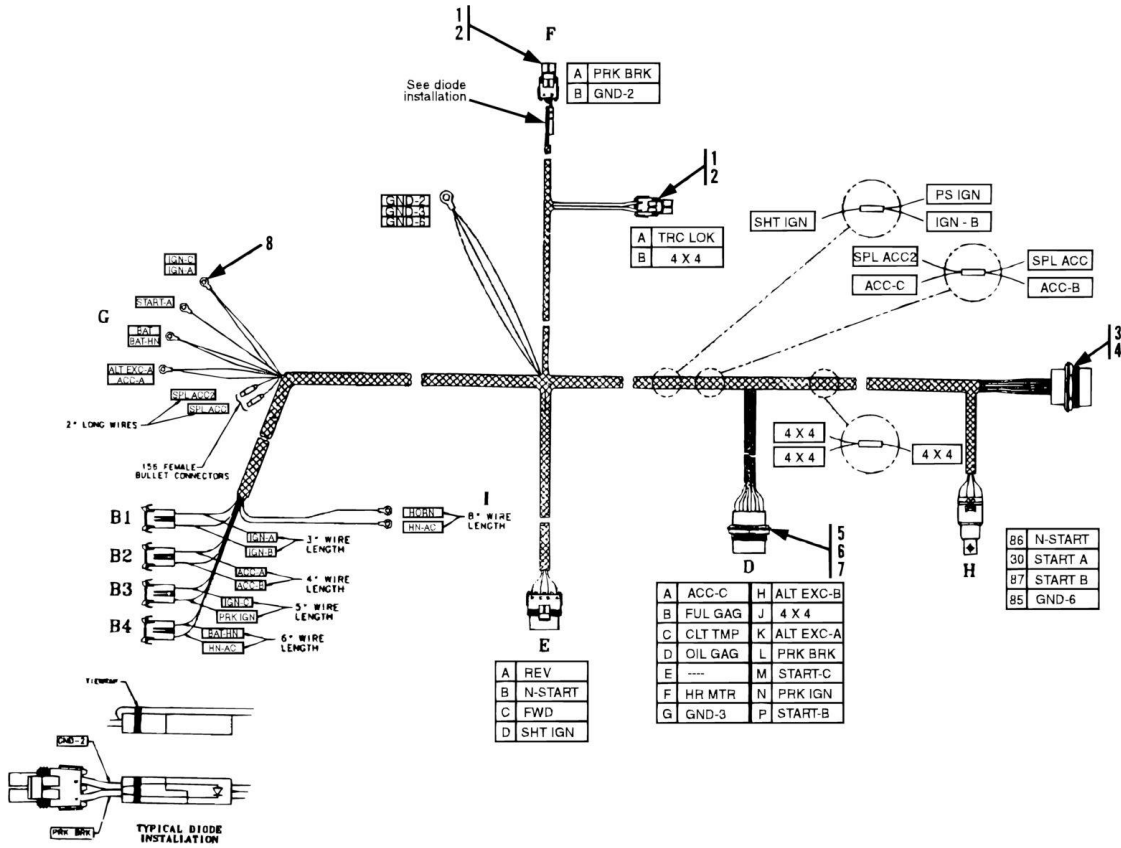 1
2
F
A PRK BRK
B GND-2
See diode
installation
1
2
A TRC LOK
B 4 X 4
GND-2
GND-3
GND-6
8
IGN-C
IGN-A
START-A
G
BAT
BAT-HN
ALT EXC-A
ACC-A
SPL ACC2
SPL ACC
2" LONG WIRES
156 FEMALE
BULLET CONNECTORS
SHT IGN
PS IGN
IGN - B
SPL ACC2
ACC-C
SPL ACC
ACC-B
3
4
4 X 4
4 X 4
4 X 4
B1
B2
B3
B4
IGN-A
IGN-B
3" WIRE
LENGTH
ACC-A
ACC-B
4" WIRE
LENGTH
IGN-C
PRK IGN
5" WIRE
LENGTH
BAT-HN
HN-AC
6" WIRE
LENGTH
I
HORN
HN-AC
8" WIRE
LENGTH
E
A REV
B N-START
C FWD
D SHT IGN
5
6
7
D
A ACC-C H ALT EXC-B
B FUL GAG J 4 X 4
C CLT TMP K ALT EXC-A
D OIL GAG L PRK BRK
E ---- M START-C
F HR MTR N PRK IGN
G GND-3 P START-B
H
86 N-START
30 START A
87 START B
85 GND-6
GND-2
PRK BRK
TYPICAL DIODE
INSTALLATION